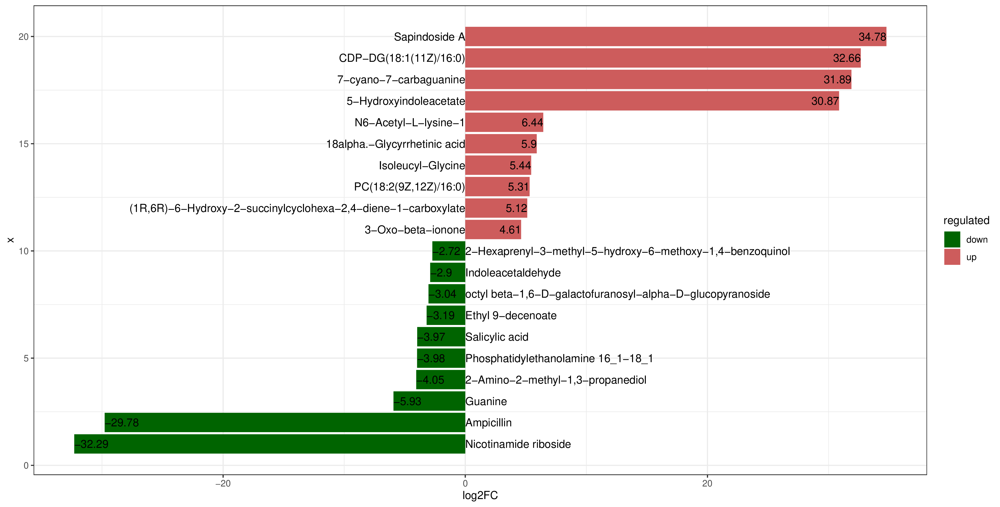 20
Sapindoside A 34.78
CDP−DG(18:1(11Z)/16:0) 32.66
7−cyano−7−carbaguanine 31.89
5−Hydroxyindoleacetate 30.87
N6−Acetyl−L−lysine−1 6.44
15
18alpha.−Glycyrrhetinic acid 5.9
Isoleucyl−Glycine 5.44
PC(18:2(9Z,12Z)/16:0) 5.31
(1R,6R)−6−Hydroxy−2−succinylcyclohexa−2,4−diene−1−carboxylate 5.12
3−Oxo−beta−ionone 4.61
x
10
−2.72 2−Hexaprenyl−3−methyl−5−hydroxy−6−methoxy−1,4−benzoquinol
−2.9 Indoleacetaldehyde
−3.04 octyl beta−1,6−D−galactofuranosyl−alpha−D−glucopyranoside
−3.19 Ethyl 9−decenoate
−3.97 Salicylic acid
5
−3.98 Phosphatidylethanolamine 16_1−18_1
−4.05 2−Amino−2−methyl−1,3−propanediol
−5.93 Guanine
−29.78 Ampicillin
−32.29 Nicotinamide riboside
0
−20 0 20
log2FC
regulated
down
up